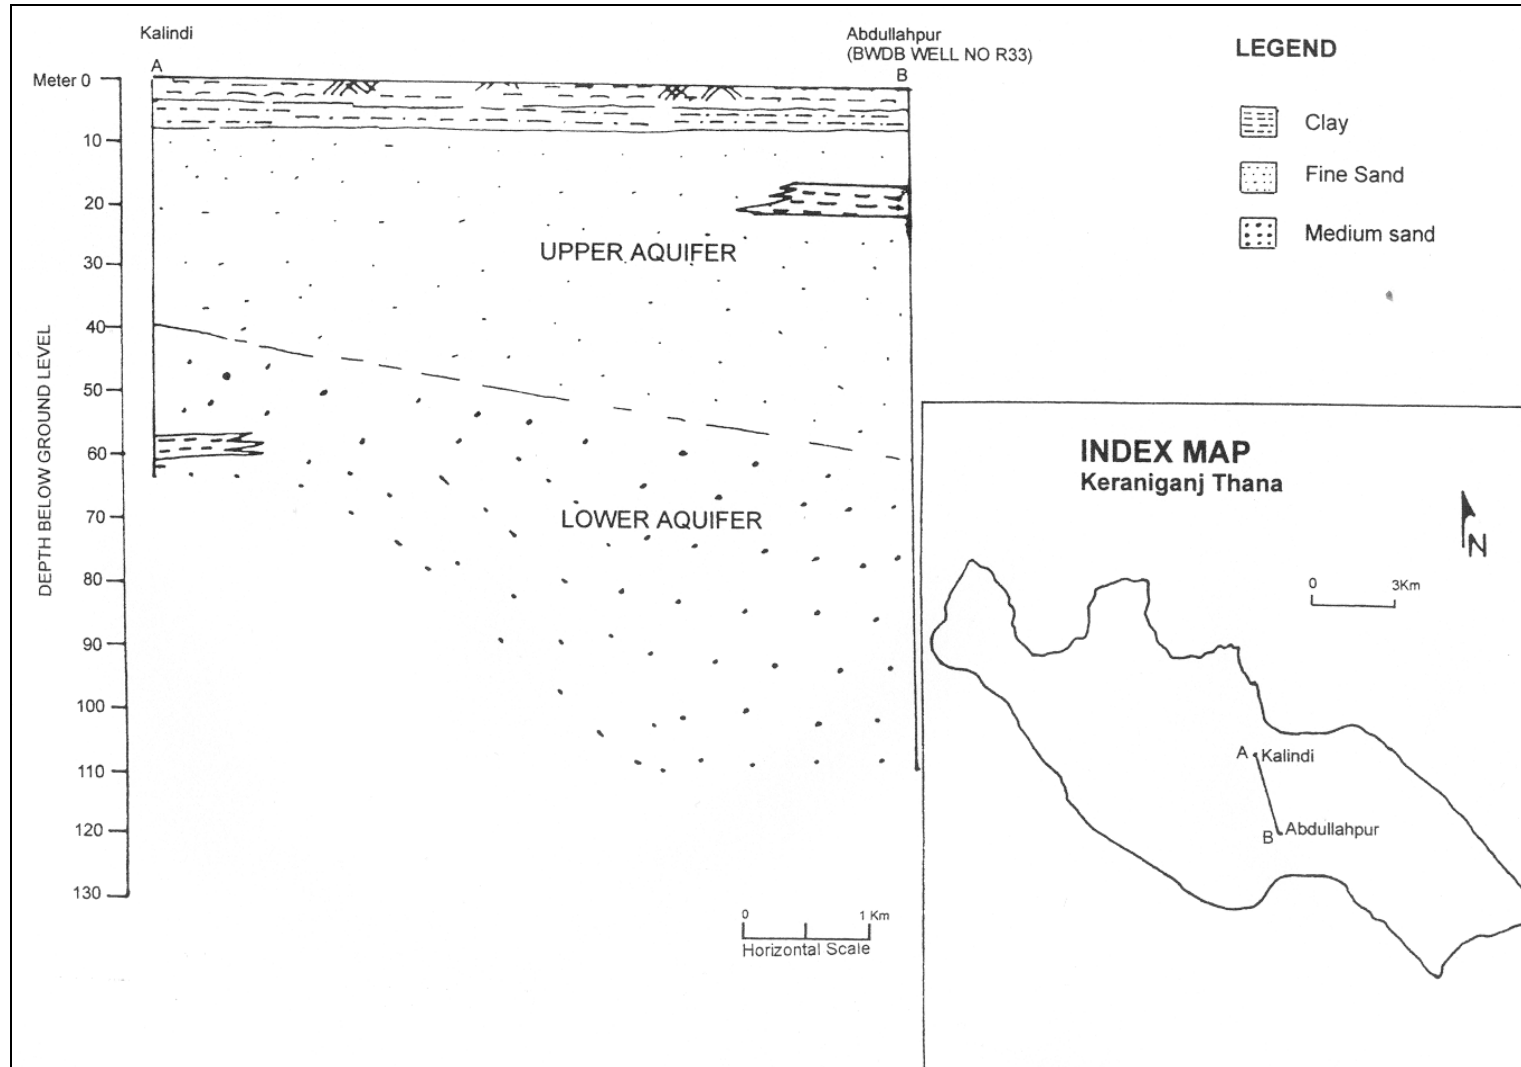 Kalindi
A
Abdullahpur
(BWDB WELL NO R33)
B
LEGEND
Clay
Fine Sand
Medium sand
Meter 0
10
20
30
40
50
60
70
80
90
100
110
120
130
DEPTH BELOW GROUND LEVEL
UPPER AQUIFER
LOWER AQUIFER
0 1 Km
Horizontal Scale
INDEX MAP
Keraniganj Thana
N
0 3Km
A Kalindi
B Abdullahpur